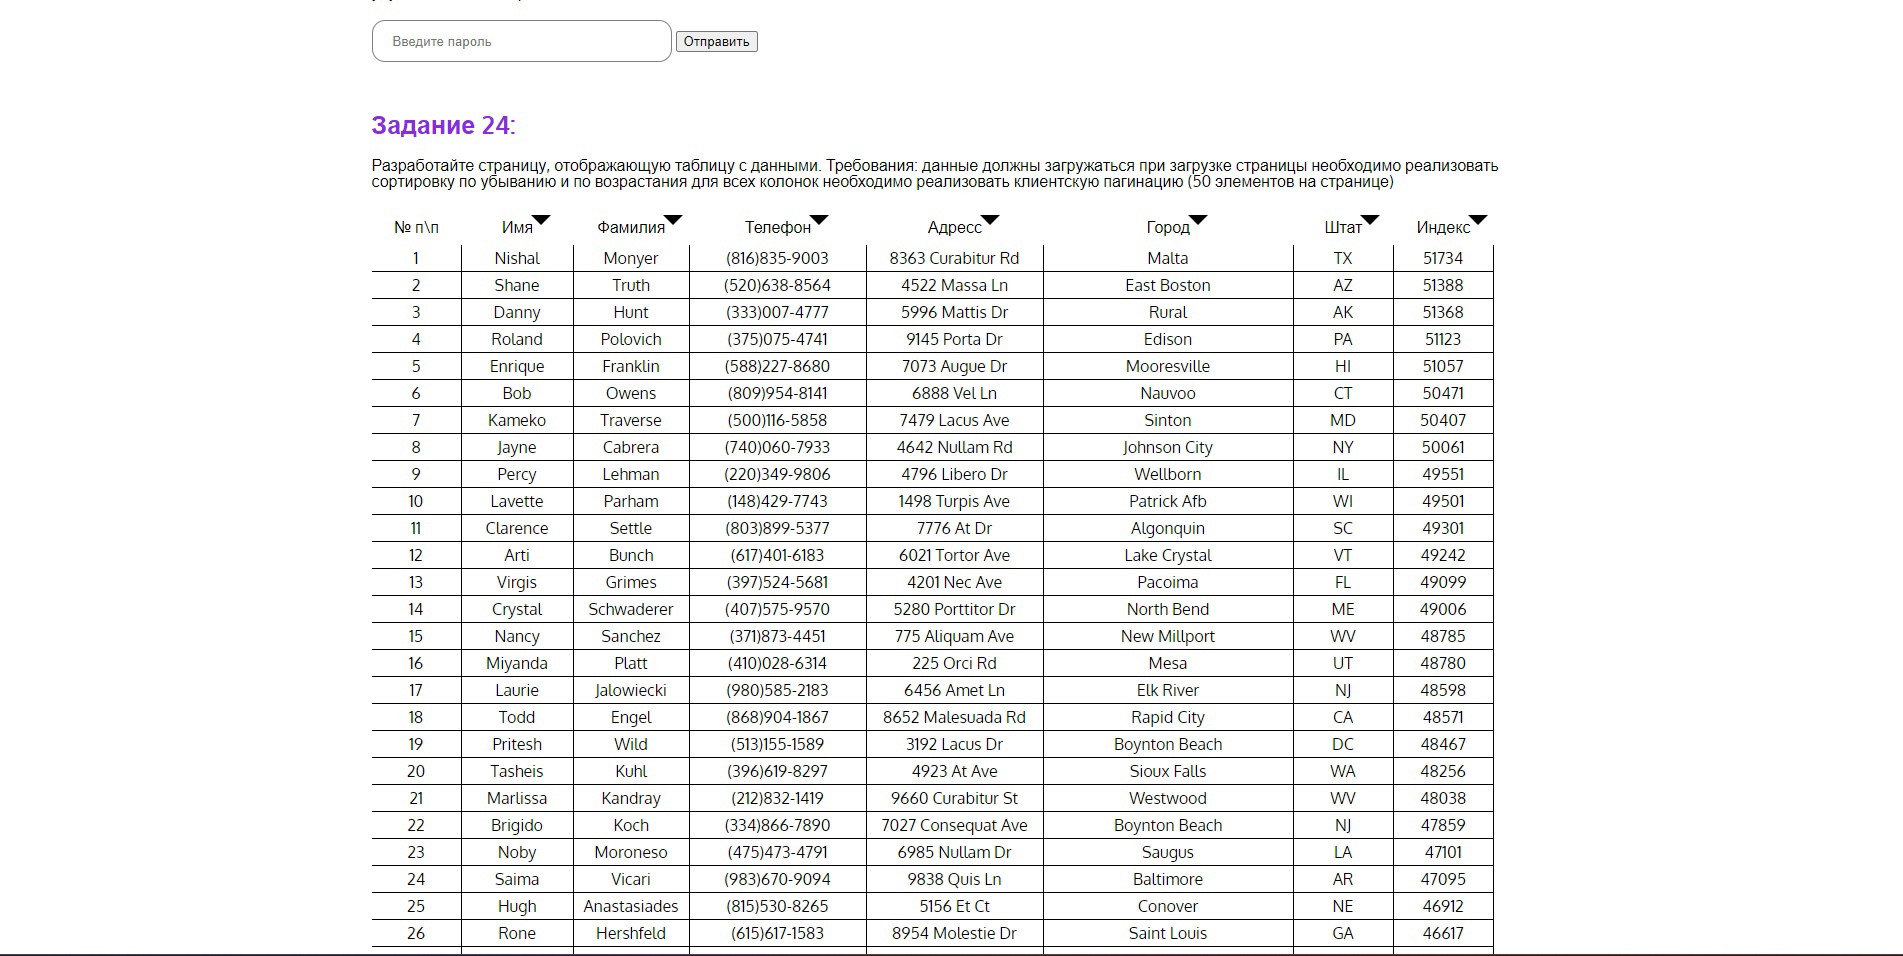 Введите пароль Отправить
Задание 24:
Разработайте страницу, отображающую таблицу с данными. Требования: данные должны загружаться при загрузке страницы необходимо реализовать
сортировку по убыванию и по возрастания для всех колонок необходимо реализовать клиентскую пагинацию (50 элементов на странице)
№ п\п Имя Фамилия Телефон Адресс Город Штат Индекс
1 Nishal Monyer (816)835-9003 8363 Curabitur Rd Malta TX 51734
2 Shane Truth (520)638-8564 4522 Massa Ln East Boston AZ 51388
3 Danny Hunt (333)007-4777 5996 Mattis Dr Rural AK 51368
4 Roland Polovich (375)075-4741 9145 Porta Dr Edison PA 51123
5 Enrique Franklin (588)227-8680 7073 Augue Dr Mooresville HI 51057
6 Bob Owens (809)954-8141 6888 Vel Ln Nauvoo CT 50471
7 Kameko Traverse (500)116-5858 7479 Lacus Ave Sinton MD 50407
8 Jayne Cabrera (740)060-7933 4642 Nullam Rd Johnson City NY 50061
9 Percy Lehman (220)349-9806 4796 Libero Dr Wellborn IL 49551
10 Lavette Parham (148)429-7743 1498 Turpis Ave Patrick Afb WI 49501
11 Clarence Settle (803)899-5377 7776 At Dr Algonquin SC 49301
12 Arti Bunch (617)401-6183 6021 Tortor Ave Lake Crystal VT 49242
13 Virgis Grimes (397)524-5681 4201 Nec Ave Pacoima FL 49099
14 Crystal Schwaderer (407)575-9570 5280 Porttitor Dr North Bend ME 49006
15 Nancy Sanchez (371)873-4451 775 Aliquam Ave New Millport WV 48785
16 Miyanda Platt (410)028-6314 225 Orci Rd Mesa UT 48780
17 Laurie Jalowiecki (980)585-2183 6456 Amet Ln Elk River NJ 48598
18 Todd Engel (868)904-1867 8652 Malesuada Rd Rapid City CA 48571
19 Pritesh Wild (513)155-1589 3192 Lacus Dr Boynton Beach DC 48467
20 Tasheis Kuhl (396)619-8297 4923 At Ave Sioux Falls WA 48256
21 Marlissa Kandray (212)832-1419 9660 Curabitur St Westwood WV 48038
22 Brigido Koch (334)866-7890 7027 Consequat Ave Boynton Beach NJ 47859
23 Noby Moroneso (475)473-4791 6985 Nullam Dr Saugus LA 47101
24 Saima Vicari (983)670-9094 9838 Quis Ln Baltimore AR 47095
25 Hugh Anastasiades (815)530-8265 5156 Et Ct Conover NE 46912
26 Rone Hershfeld (615)617-1583 8954 Molestie Dr Saint Louis GA 46617